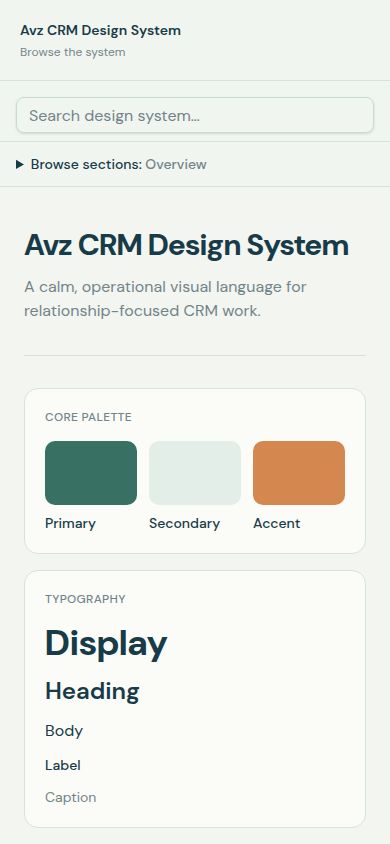 Avz CRM Design System
Browse the system
Search design system...
Browse sections: Overview
Avz CRM Design System
A calm, operational visual language for
relationship-focused CRM work.
CORE PALETTE
Primary
Secondary
Accent
TYPOGRAPHY
Display
Heading
Body
Label
Caption